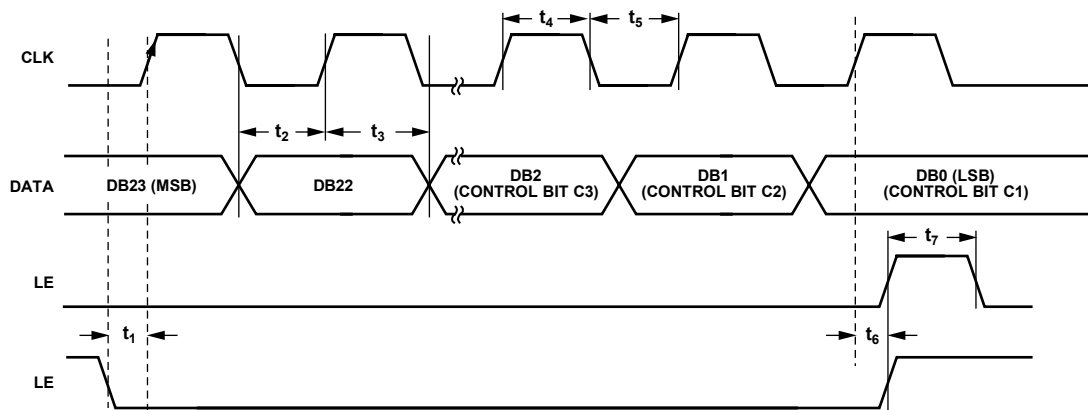 t4
t5
CLK
t2
t3
DATA
DB23 (MSB)
DB22
DB2
(CONTROL BIT C3)
DB1
(CONTROL BIT C2)
DB0 (LSB)
(CONTROL BIT C1)
t7
LE
t1
t6
LE